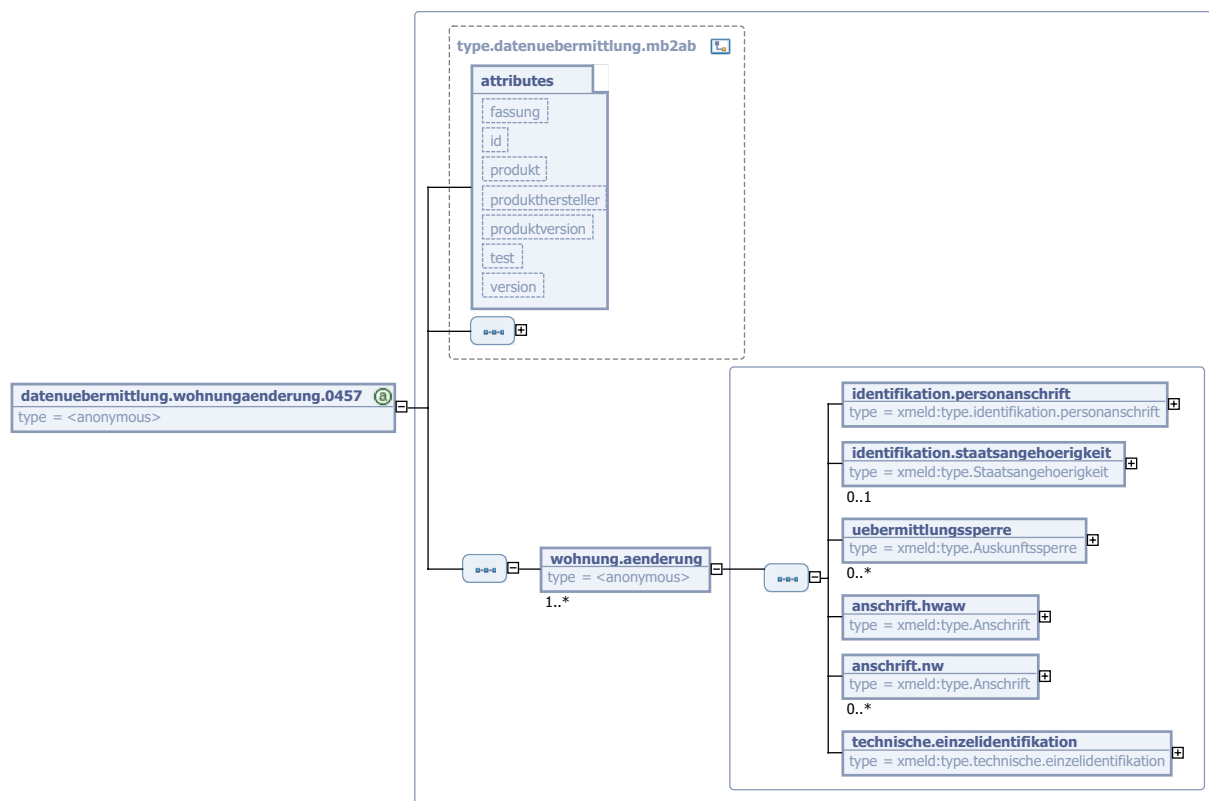 type.datenuebermittlung.mb2ab
attributes
fassung
id
produkt
produkthersteller
produktversion
test
version
datenuebermittlung.wohnungaenderung.0457 a
type = <anonymous>
wohnung.aenderung
type = <anonymous>
1..*
identifikation.personanschrift
type = xmeld:type.identifikation.personanschrift
identifikation.staatsangehoerigkeit
type = xmeld:type.Staatsangehoerigkeit
0..1
uebermittlungssperre
type = xmeld:type.Auskunftssperre
0..*
anschrift.hwaw
type = xmeld:type.Anschrift
anschrift.nw
type = xmeld:type.Anschrift
0..*
technische.einzelidentifikation
type = xmeld:type.technische.einzelidentifikation